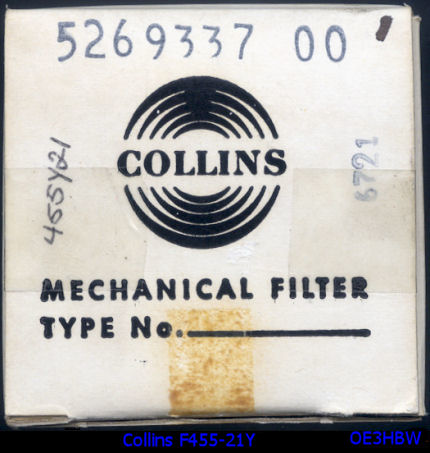 5269337 00
COLLINS
455Y21
6721
MECHANICAL FILTER
TYPE No.
Collins F455-21Y
OE3HBW